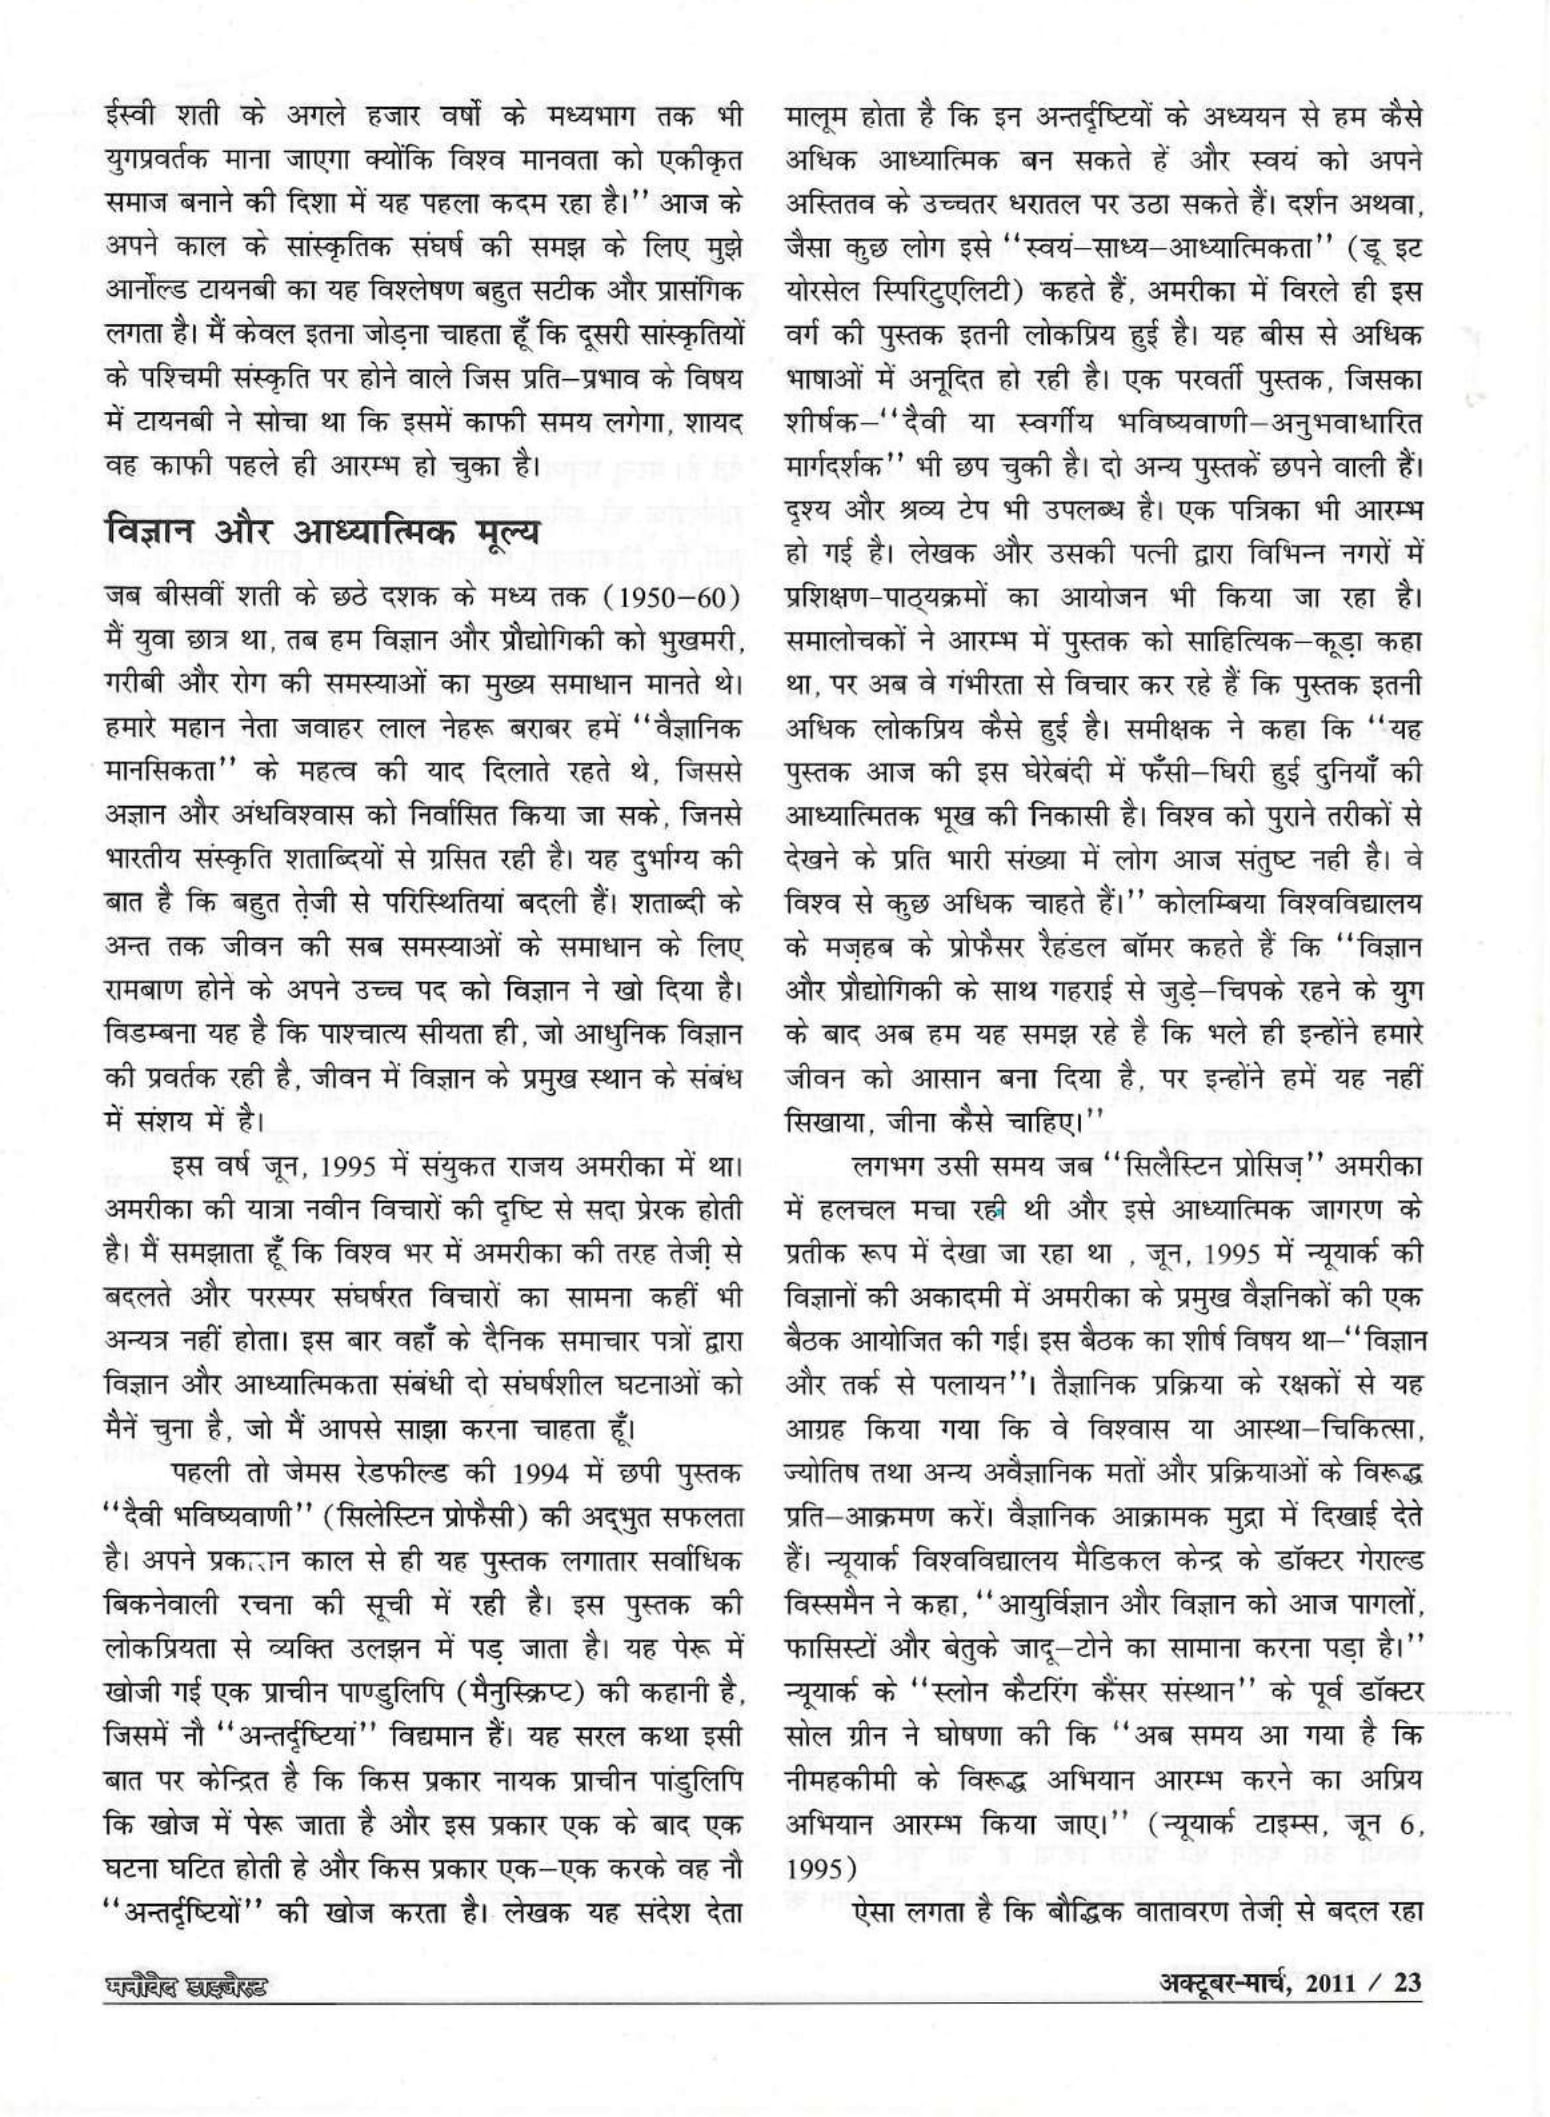 ईस्वी शती के अगले हजार वर्षो के मध्यभाग तक भी
युगप्रवर्तक माना जाएगा क्योंकि विश्व मानवता को एकीकृत
समाज बनाने की दिशा में यह पहला कदम रहा है।” आज के
अपने काल के सांस्कृतिक संघर्ष की समझ के लिए मुझे
आर्नोल्ड टायनबी का यह विश्लेषण बहुत सटीक और प्रासंगिक
लगता है। मैं केवल इतना जोड़ना चाहता हूँ कि दूसरी सांस्कृतियों
के पश्चिमी संस्कृति पर होने वाले जिस प्रति–प्रभाव के विषय
में टायनबी ने सोचा था कि इसमें काफी समय लगेगा, शायद
वह काफी पहले ही आरम्भ हो चुका है।
विज्ञान और आध्यात्मिक मूल्य
जब बीसवीं शती के छठे दशक के मध्य तक (1950–60)
मैं युवा छात्र था, तब हम विज्ञान और प्रौद्योगिकी को भुखमरी,
गरीबी और रोग की समस्याओं का मुख्य समाधान मानते थे।
हमारे महान नेता जवाहर लाल नेहरू बराबर हमें “वैज्ञानिक
मानसिकता” के महत्व की याद दिलाते रहते थे, जिससे
अज्ञान और अंधविश्वास को निर्वासित किया जा सके, जिनसे
भारतीय संस्कृति शताब्दियों से ग्रसित रही है। यह दुर्भाग्य की
बात है कि बहुत ते़जी से परिस्थितियां बदली हैं। शताब्दी के
अन्त तक जीवन की सब समस्याओं के समाधान के लिए
रामबाण होने के अपने उच्च पद को विज्ञान ने खो दिया है।
विडम्बना यह है कि पाश्चात्य सीयता ही, जो आधुनिक विज्ञान
की प्रवर्तक रही है, जीवन में विज्ञान के प्रमुख स्थान के संबंध
में संशय में है।
इस वर्ष जून, 1995 में संयुकत राजय अमरीका में था।
अमरीका की यात्रा नवीन विचारों की दृष्टि से सदा प्रेरक होती
है। मैं समझाता हूँ कि विश्व भर में अमरीका की तरह तेजी़ से
बदलते और परस्पर संघर्षरत विचारों का सामना कहीं भी
अन्यत्र नहीं होता। इस बार वहाँ के दैनिक समाचार पत्रों द्वारा
विज्ञान और आध्यात्मिकता संबंधी दो संघर्षशील घटनाओं को
मैनें चुना है, जो मैं आपसे साझा करना चाहता हूँ।
पहली तो जेमस रेडफील्ड की 1994 में छपी पुस्तक
“दैवी भविष्यवाणी” (सिलेस्टिन प्रोफैसी) की अद्भुत सफलता
है। अपने प्रकाशन काल से ही यह पुस्तक लगातार सर्वाधिक
बिकनेवाली रचना की सूची में रही है। इस पुस्तक की
लोकप्रियता से व्यक्ति उलझन में पड़ जाता है। यह पेरू में
खोजी गई एक प्राचीन पाण्डुलिपि (मैनुस्क्रिप्ट) की कहानी है,
जिसमें नौ “अन्तर्दृष्टियां” विद्यमान हैं। यह सरल कथा इसी
बात पर केन्द्रित है कि किस प्रकार नायक प्राचीन पांडुलिपि
कि खोज में पेरू जाता है और इस प्रकार एक के बाद एक
घटना घटित होती हे और किस प्रकार एक–एक करके वह नौ
“अन्तर्दृष्टियों” की खोज करता है। लेखक यह संदेश देता
मालूम होता है कि इन अन्तर्दृष्टियों के अध्ययन से हम कैसे
अधिक आध्यात्मिक बन सकते हें और स्वयं को अपने
अस्तितव के उच्चतर धरातल पर उठा सकते हैं। दर्शन अथवा,
जैसा कुछ लोग इसे “स्वयं–साध्य–आध्यात्मिकता” (डू इट
योरसेल स्पिरिटुएलिटी) कहते हैं, अमरीका में विरले ही इस
वर्ग की पुस्तक इतनी लोकप्रिय हुई है। यह बीस से अधिक
भाषाओं में अनूदित हो रही है। एक परवर्ती पुस्तक, जिसका
शीर्षक–“दैवी या स्वर्गीय भविष्यवाणी–अनुभवाधारित
मार्गदर्शक” भी छप चुकी है। दो अन्य पुस्तकें छपने वाली हैं।
दृश्य और श्रव्य टेप भी उपलब्ध है। एक पत्रिका भी आरम्भ
हो गई है। लेखक और उसकी पत्नी द्वारा विभिन्न नगरों में
प्रशिक्षण-पाठ्यक्रमों का आयोजन भी किया जा रहा है।
समालोचकों ने आरम्भ में पुस्तक को साहित्यिक–कूड़ा कहा
था, पर अब वे गंभीरता से विचार कर रहे हैं कि पुस्तक इतनी
अधिक लोकप्रिय कैसे हुई है। समीक्षक ने कहा कि “यह
पुस्तक आज की इस घेरेबंदी में फँसी–घिरी हुई दुनियाँ की
आध्यात्मितक भूख की निकासी है। विश्व को पुराने तरीकों से
देखने के प्रति भारी संख्या में लोग आज संतुष्ट नही है। वे
विश्व से कुछ अधिक चाहते हैं।” कोलम्बिया विश्वविद्यालय
के मज़हब के प्रोफैसर रैहंडल बॉमर कहते हैं कि “विज्ञान
और प्रौद्योगिकी के साथ गहराई से जुड़े–चिपके रहने के युग
के बाद अब हम यह समझ रहे है कि भले ही इन्होंने हमारे
जीवन को आसान बना दिया है, पर इन्होंने हमें यह नहीं
सिखाया, जीना कैसे चाहिए।”
लगभग उसी समय जब “सिलैस्टिन प्रोसिज़” अमरीका
में हलचल मचा रही थी और इसे आध्यात्मिक जागरण के
प्रतीक रूप में देखा जा रहा था , जून, 1995 में न्यूयार्क की
विज्ञानों की अकादमी में अमरीका के प्रमुख वैज्ञनिकों की एक
बैठक आयोजित की गई। इस बैठक का शीर्ष विषय था–“विज्ञान
और तर्क से पलायन”। तैज्ञानिक प्रक्रिया के रक्षकों से यह
आग्रह किया गया कि वे विश्वास या आस्था–चिकित्सा,
ज्योतिष तथा अन्य अवैज्ञानिक मतों और प्रक्रियाओं के विरूद्ध
प्रति–आक्रमण करें। वैज्ञानिक आक्रामक मुद्रा में दिखाई देते
हैं। न्यूयार्क विश्वविद्यालय मैडिकल केन्द्र के डॉक्टर गेराल्ड
विस्समैन ने कहा, “आयुर्विज्ञान और विज्ञान को आज पागलों,
फासिस्टों और बेतुके जादू–टोने का सामाना करना पड़ा है।”
न्यूयार्क के “स्लोन कैटरिंग कैंसर संस्थान” के पूर्व डॉक्टर
सोल ग्रीन ने घोषणा की कि “अब समय आ गया है कि
नीमहकीमी के विरूद्ध अभियान आरम्भ करने का अप्रिय
अभियान आरम्भ किया जाए।” (न्यूयार्क टाइम्स, जून 6,
1995)
ऐसा लगता है कि बौद्धिक वातावरण तेजी़ से बदल रहा
मनोवेद डाइजेस्ट
अक्टूबर-मार्च, 2011 / 23